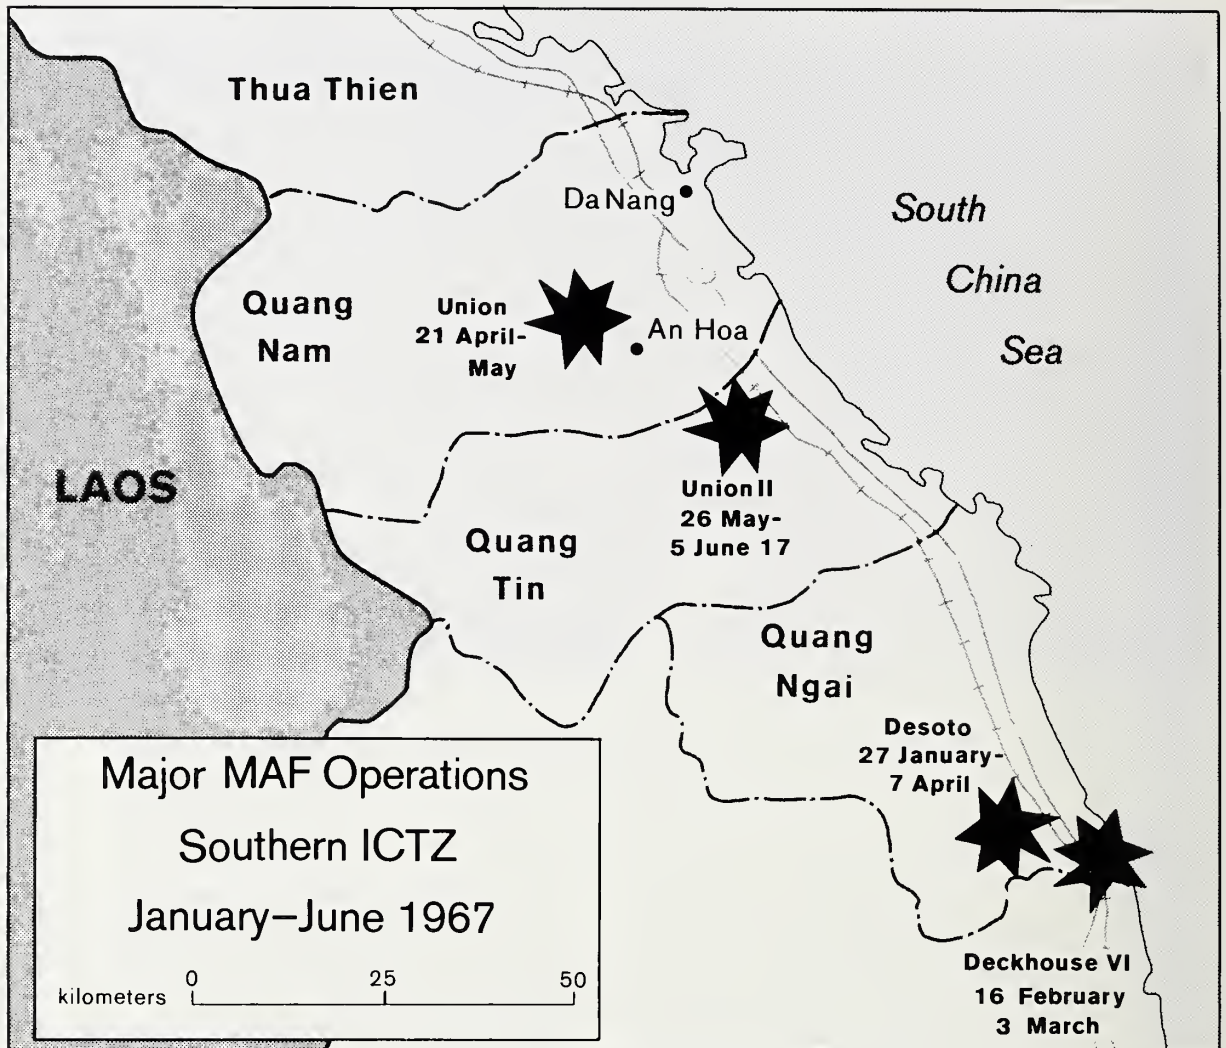 Thua Thien
Da Nang
South
China
Sea
Quang
Nam
Union
21 April-
May
An Hoa
LAOS
Union II
26 May-
5 June 17
Quang
Tin
Quang
Ngai
Desoto
27 January-
7 April
Deckhouse VI
16 February
3 March
Major MAF Operations
Southern ICTZ
January–June 1967
kilometers 0 25 50